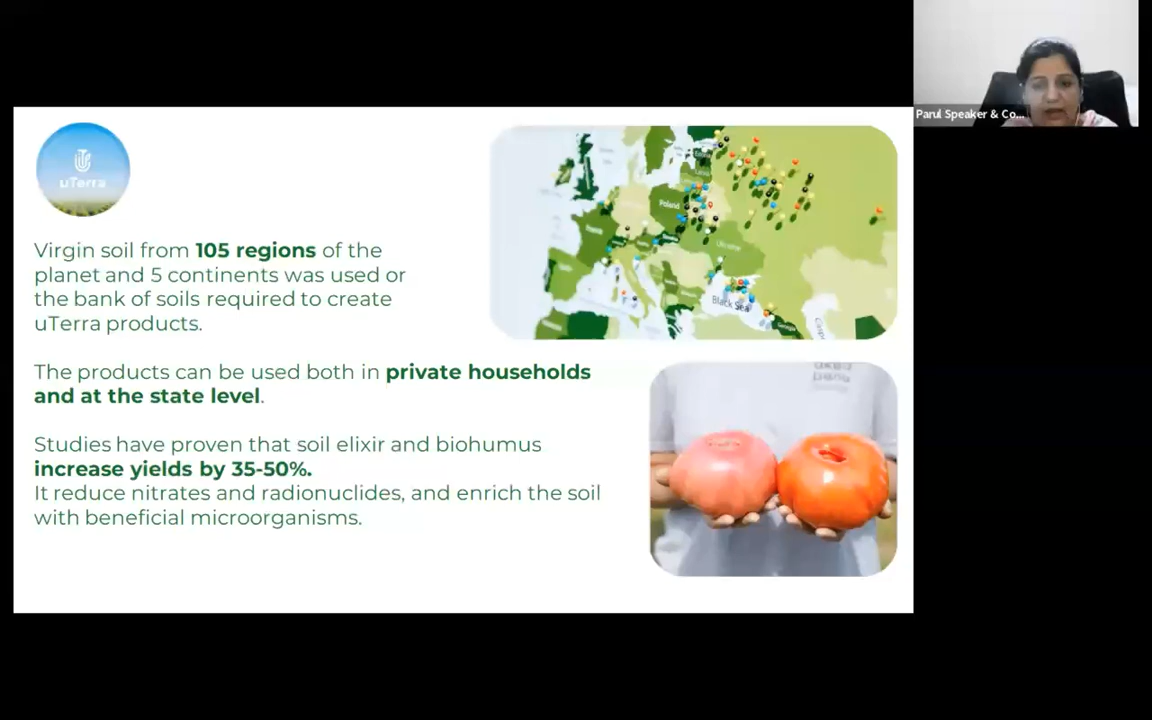 Parul Speaker & Co...
uTerra
Virgin soil from 105 regions of the
planet and 5 continents was used or
the bank of soils required to create
uTerra products.
The products can be used both in private households
and at the state level.
Studies have proven that soil elixir and biohumus
increase yields by 35-50%.
It reduce nitrates and radionuclides, and enrich the soil
with beneficial microorganisms.
Poland
Ukraine
Black Sea
Georgia